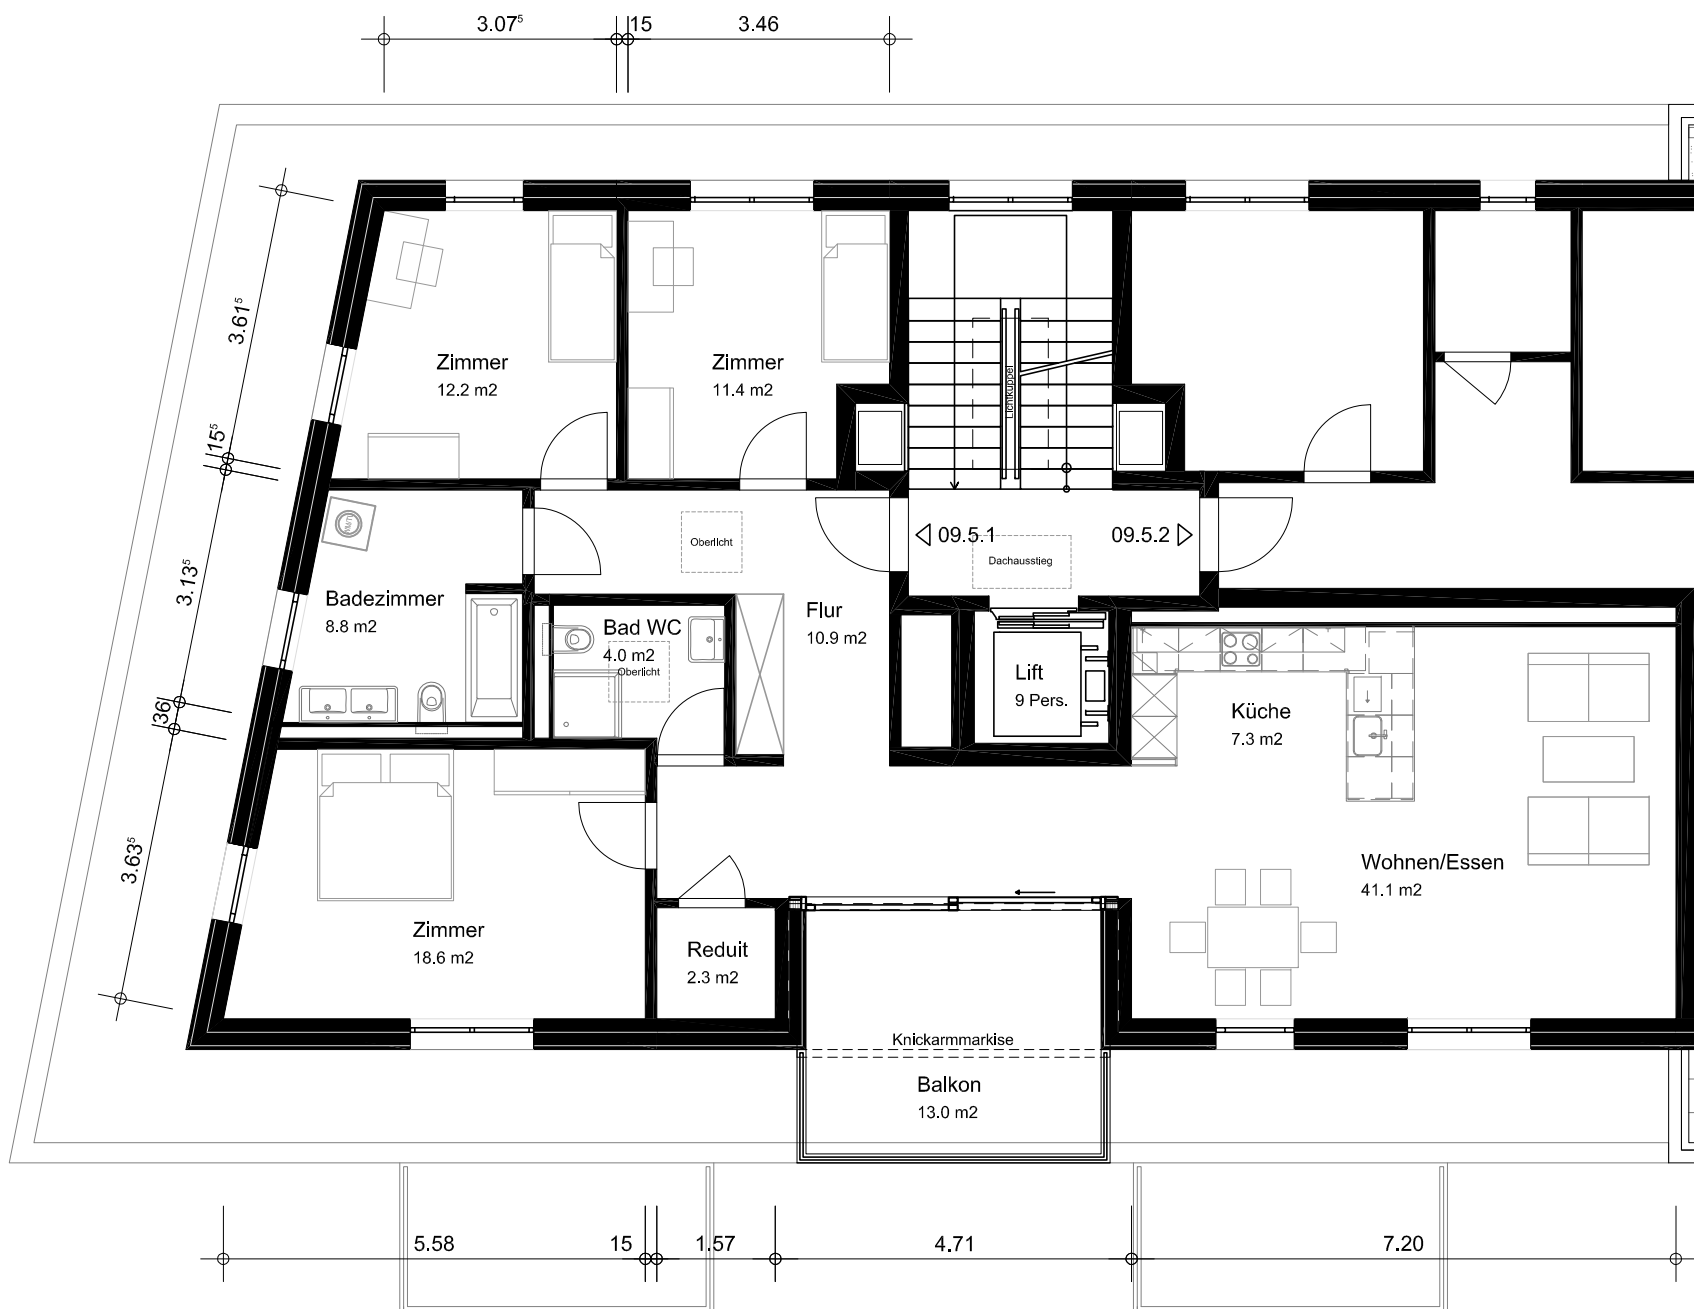 3.07⁵ 15 3.46
3.61⁵
15⁵
3.13⁵
36
3.63⁵
Zimmer
12.2 m2
Zimmer
11.4 m2
Lichtkuppel
Oberlicht
09.5.1
09.5.2
Dachausstieg
Badezimmer
8.8 m2
Bad WC
4.0 m2
Oberlicht
Flur
10.9 m2
Lift
9 Pers.
Küche
7.3 m2
Wohnen/Essen
41.1 m2
Zimmer
18.6 m2
Reduit
2.3 m2
Knickarmmarkise
Balkon
13.0 m2
5.58 15 1.57 4.71 7.20